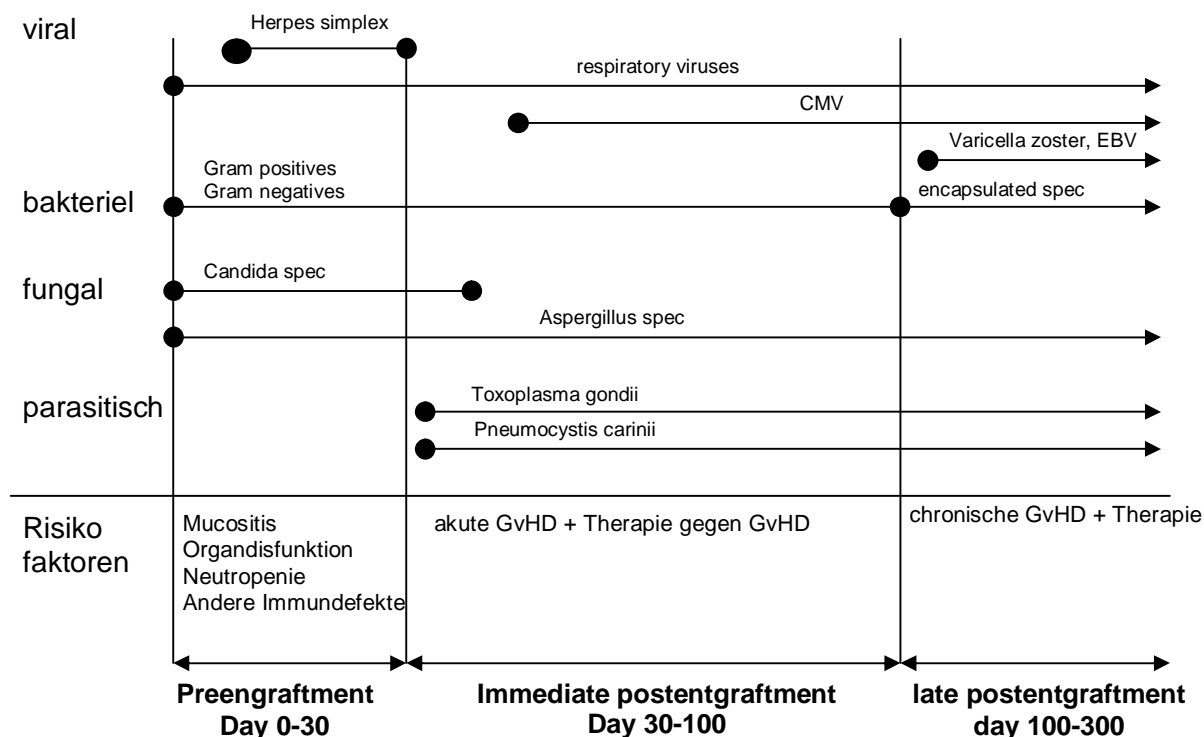 viral
Herpes simplex
respiratory viruses
CMV
Varicella zoster, EBV
bakteriel
Gram positives
Gram negatives
encapsulated spec
fungal
Candida spec
Aspergillus spec
parasitisch
Toxoplasma gondii
Pneumocystis carinii
Risiko
faktoren
Mucositis
Organdisfunktion
Neutropenie
Andere Immundefekte
akute GvHD + Therapie gegen GvHD
chronische GvHD + Therapie
Preengraftment
Day 0-30
Immediate postentgraftment
Day 30-100
late postentgraftment
day 100-300